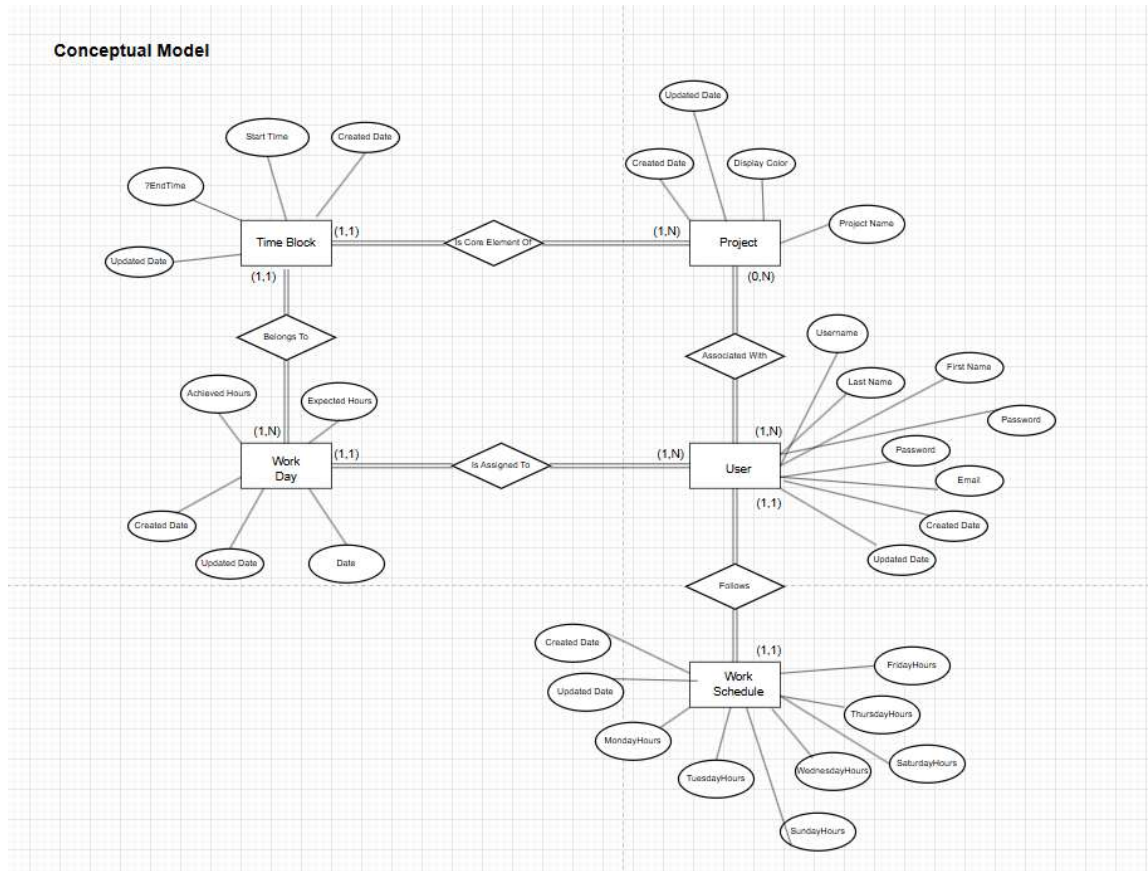 Conceptual Model
Updated Date
Start Time
Created Date
Created Date
Display Color
?EndTime
Project Name
Time Block
(1,1)
Is Core Element Of
(1,N)
Project
Updated Date
(1,1)
(0,N)
Belongs To
Username
Associated With
First Name
Last Name
Achieved Hours
Expected Hours
Password
(1,N)
(1,N)
Password
(1,1)
(1,N)
Work
Day
Is Assigned To
User
Email
(1,1)
Created Date
Created Date
Updated Date
Date
Updated Date
Follows
Created Date
(1,1)
FridayHours
Work
Schedule
Updated Date
ThursdayHours
MondayHours
SaturdayHours
WednesdayHours
TuesdayHours
SundayHours